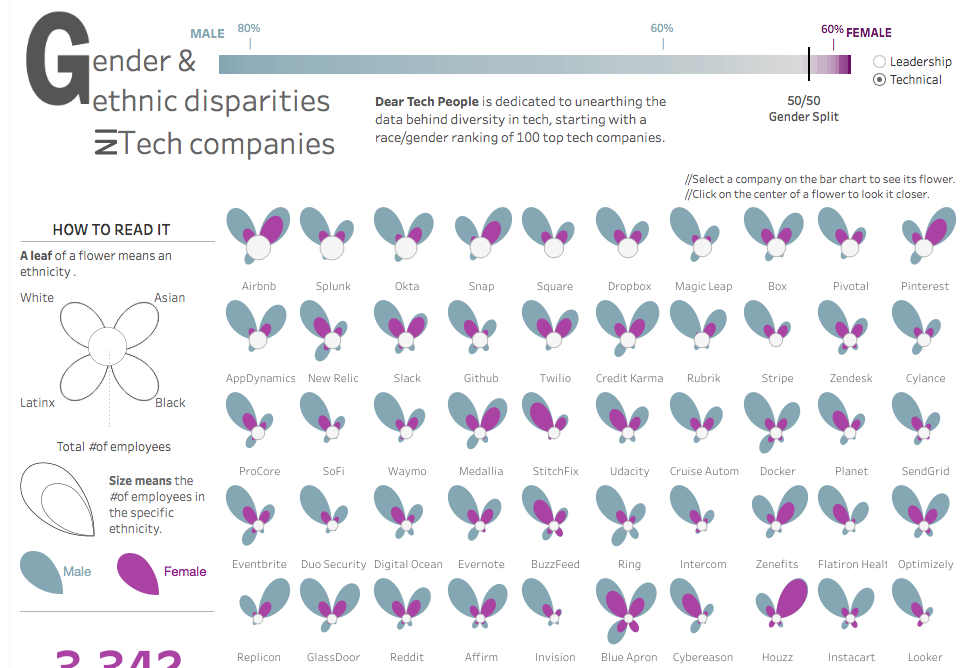 Gender &
ethnic disparities
IN Tech companies
MALE 80% 60% 60% FEMALE
Leadership
Technical
50/50
Gender Split
Dear Tech People is dedicated to unearthing the
data behind diversity in tech, starting with a
race/gender ranking of 100 top tech companies.
//Select a company on the bar chart to see its flower.
//Click on the center of a flower to look it closer.
HOW TO READ IT
A leaf of a flower means an
ethnicity .
White Asian
Latinx Black
Total #of employees
Size means the
#of employees in
the specific
ethnicity.
Male Female
3,342
Airbnb Splunk Okta Snap Square Dropbox Magic Leap Box Pivotal Pinterest
AppDynamics New Relic Slack Github Twilio Credit Karma Rubrik Stripe Zendesk Cylance
ProCore SoFi Waymo Medallia StitchFix Udacity Cruise Autom Docker Planet SendGrid
Eventbrite Duo Security Digital Ocean Evernote BuzzFeed Ring Intercom Zenefits Flatiron Healt Optimizely
Replicon GlassDoor Reddit Affirm Invision Blue Apron Cybereason Houzz Instacart Looker